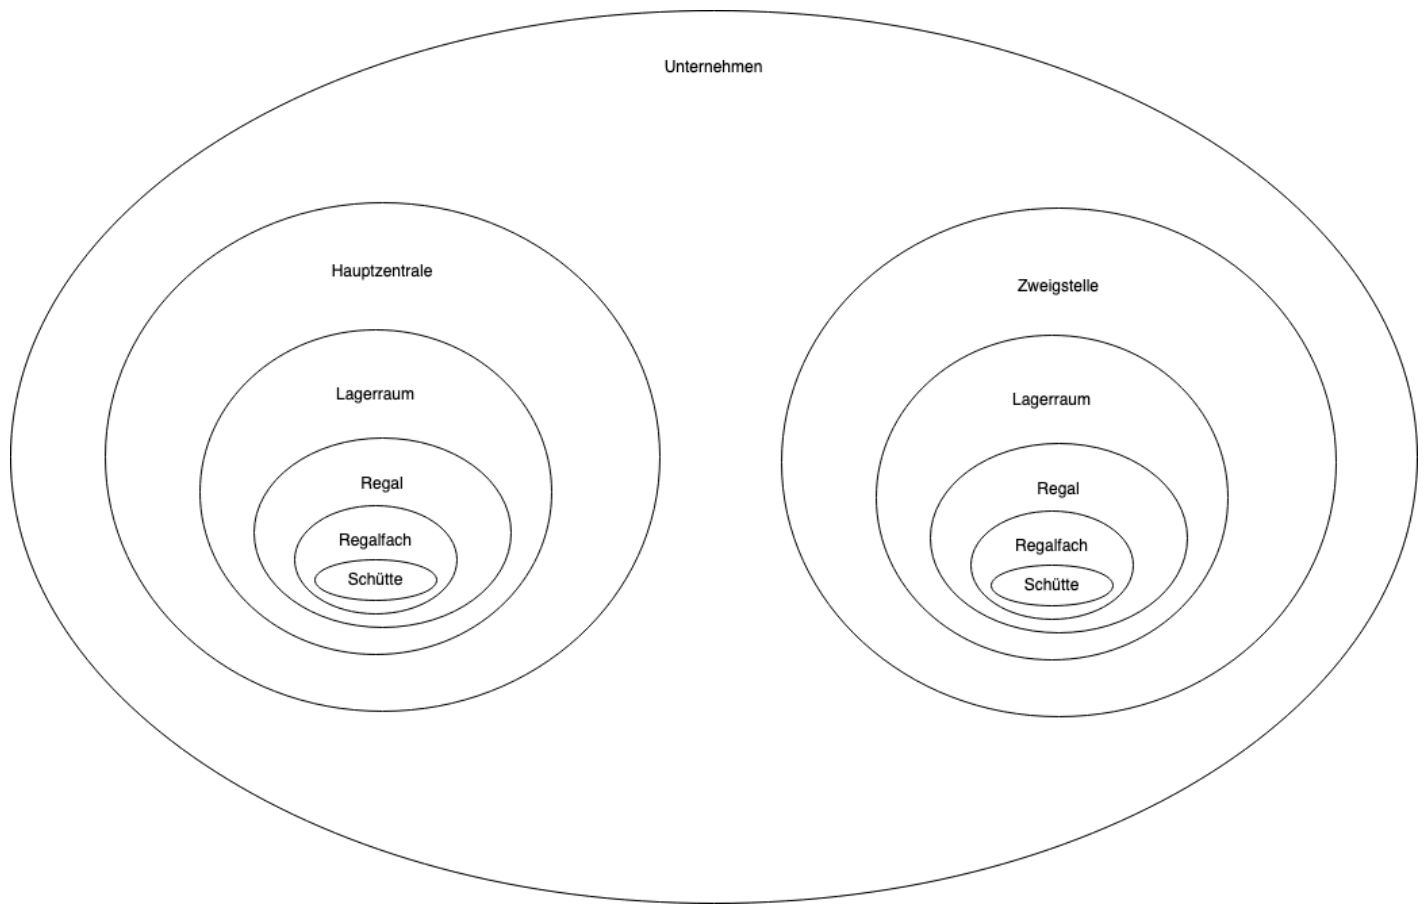 Unternehmen
Hauptzentrale
Lagerraum
Regal
Regalfach
Schütte
Zweigstelle
Lagerraum
Regal
Regalfach
Schütte